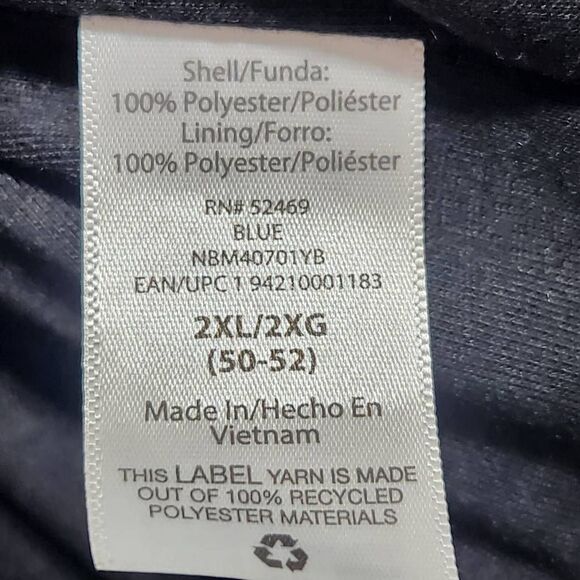 Shell/Funda:
100% Polyester/Poliéster
Lining/Forro:
100% Polyester/Poliéster
RN# 52469
BLUE
NBM40701YB
EAN/UPC 1 94210001183
2XL/2XG
(50-52)
Made In/Hecho En
Vietnam
THIS LABEL YARN IS MADE
OUT OF 100% RECYCLED
POLYESTER MATERIALS